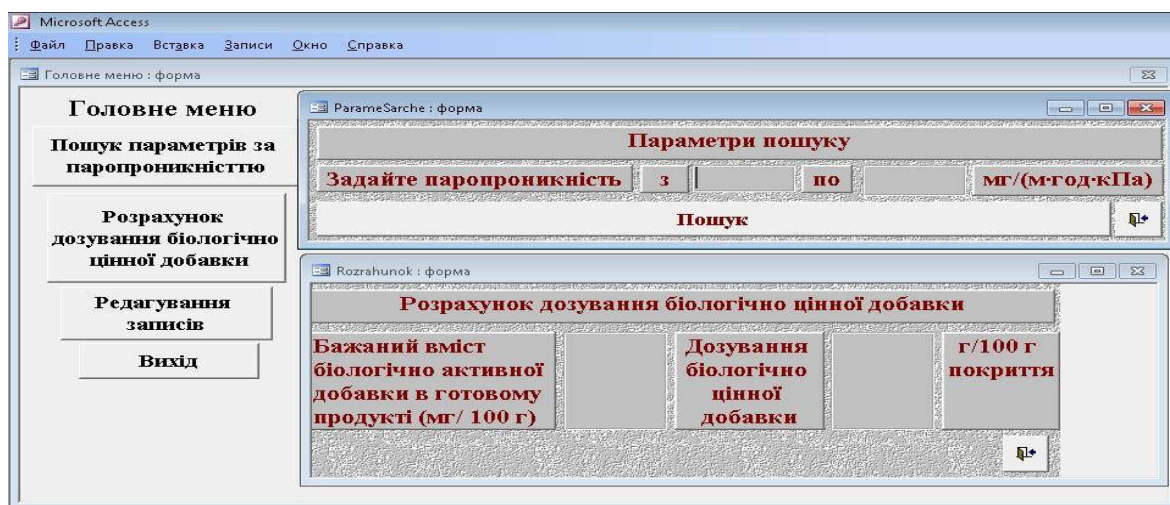 Microsoft Access
Файл Правка Вставка Записи Окно Справка
Головне меню : форма
Головне меню
Пошук параметрів за
паропроникністтю
Розрахунок
дозування біологічно
цінної добавки
Редагування
записів
Вихід
ParameSarche : форма
Параметри пошуку
Задайте паропроникність з по мг/(м·год·кПа)
Пошук
Rozrahunok : форма
Розрахунок дозування біологічно цінної добавки
Бажаний вміст
біологічно активної
добавки в готовому
продукті (мг/ 100 г)
Дозування
біологічно
цінної
добавки
г/100 г
покриття